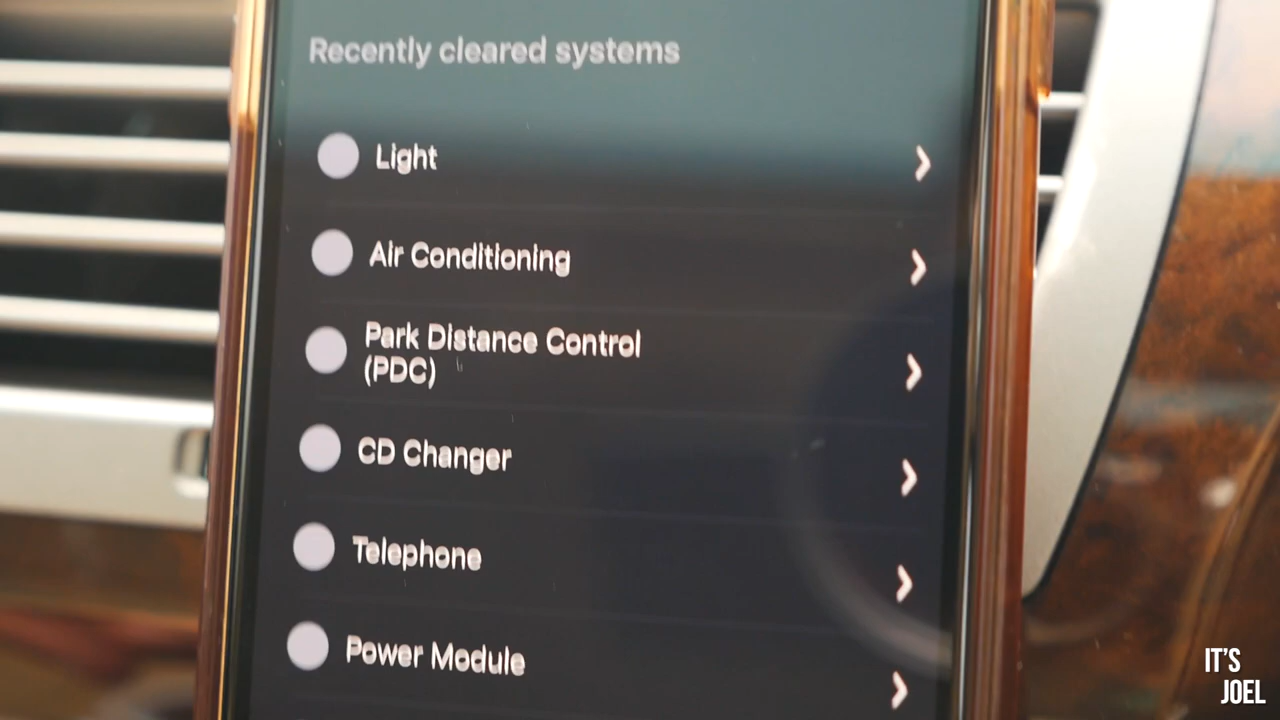 Recently cleared systems
Light
Air Conditioning
Park Distance Control
(PDC)
CD Changer
Telephone
Power Module
IT'S
JOEL